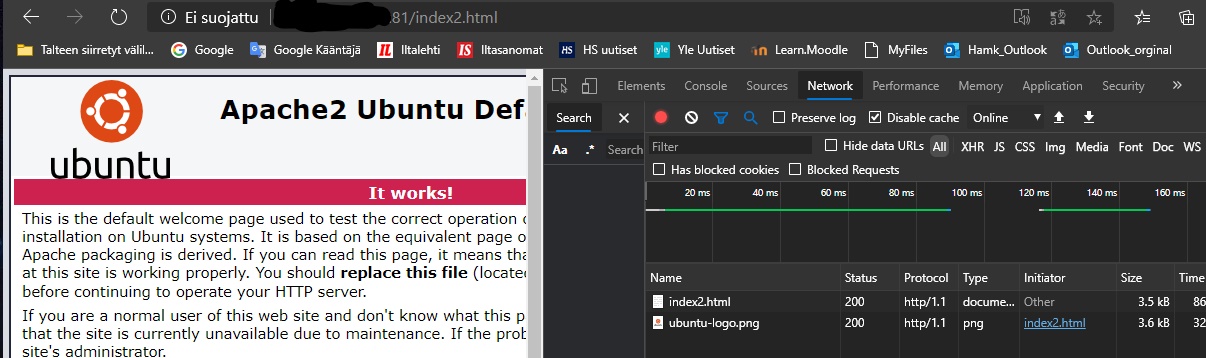 Ei suojattu | 81/index2.html
Talteen siirretyt välil... Google Google Kääntäjä IL Iltalehti IS Iltasanomat HS HS uutiset yle Yle Uutiset Learn.Moodle MyFiles Hamk_Outlook Outlook_orginal
Elements Console Sources Network Performance Memory Application Security »
Search
Preserve log Disable cache Online
Aa .* Search
Filter Hide data URLs All XHR JS CSS Img Media Font Doc WS
Has blocked cookies Blocked Requests
20 ms 40 ms 60 ms 80 ms 100 ms 120 ms 140 ms 160 ms
Name Status Protocol Type Initiator Size Time
index2.html 200 http/1.1 docume... Other 3.5 kB 86
ubuntu-logo.png 200 http/1.1 png index2.html 3.6 kB 32
Apache2 Ubuntu Def
ubuntu
It works!
This is the default welcome page used to test the correct operation
installation on Ubuntu systems. It is based on the equivalent page
Apache packaging is derived. If you can read this page, it means
at this site is working properly. You should replace this file (located
before continuing to operate your HTTP server.
If you are a normal user of this web site and don't know what this p
that the site is currently unavailable due to maintenance. If the prob
site's administrator.